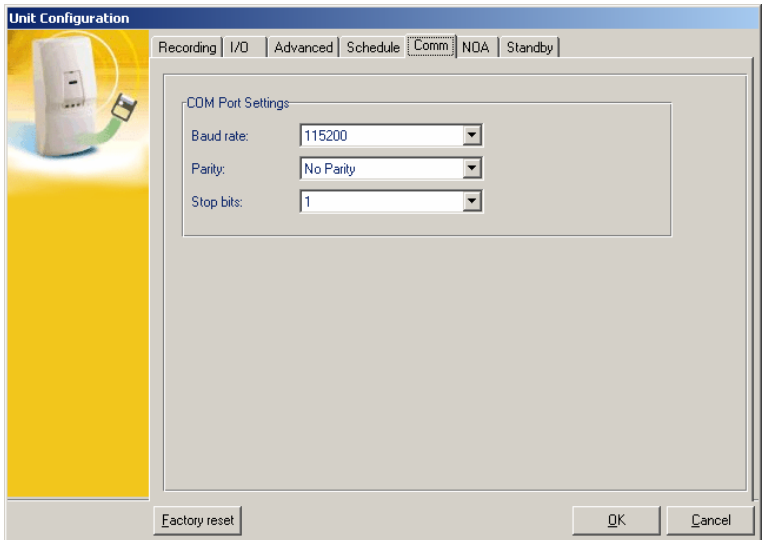 Unit Configuration
Recording I/O Advanced Schedule Comm NOA Standby
COM Port Settings
Baud rate: 115200
Parity: No Parity
Stop bits: 1
Factory reset OK Cancel